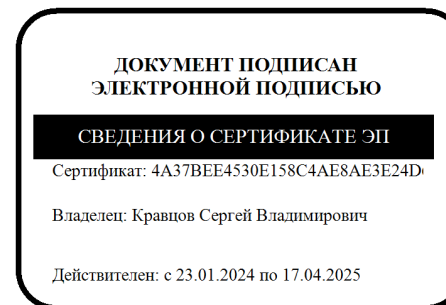 ДОКУМЕНТ ПОДПИСАН
ЭЛЕКТРОННОЙ ПОДПИСЬЮ
СВЕДЕНИЯ О СЕРТИФИКАТЕ ЭП
Сертификат: 4A37BEE4530E158C4AE8AE3E24D
Владелец: Кравцов Сергей Владимирович
Действителен: с 23.01.2024 по 17.04.2025